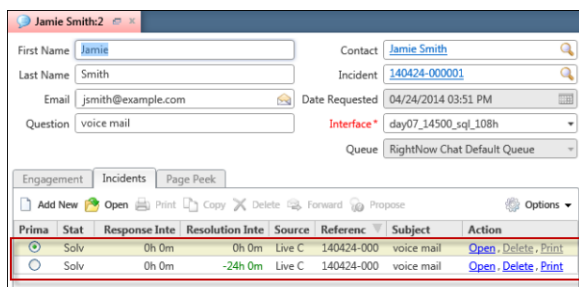 Jamie Smith:2
First Name Jamie Contact Jamie Smith
Last Name Smith Incident 140424-000001
Email jsmith@example.com Date Requested 04/24/2014 03:51 PM
Question voice mail Interface* day07_14500_sql_108h
Queue RightNow Chat Default Queue
Engagement Incidents Page Peek
Add New Open Print Copy Delete Forward Propose Options
Prima Stat Response Inte Resolution Inte Source Referenc Subject Action
Solv 0h 0m 0h 0m Live C 140424-000 voice mail Open, Delete, Print
Solv 0h 0m -24h 0m Live C 140424-000 voice mail Open, Delete, Print